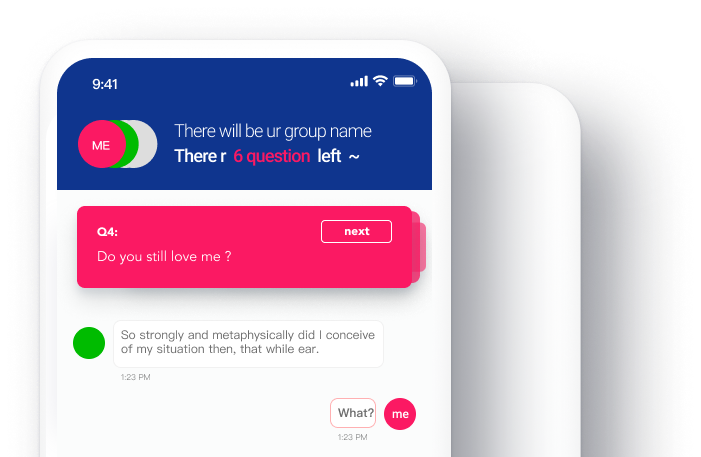 9:41
ME
There will be ur group name
There r 6 question left ~
Q4:
next
Do you still love me ?
So strongly and metaphysically did I conceive
of my situation then, that while ear.
1:23 PM
What?
me
1:23 PM